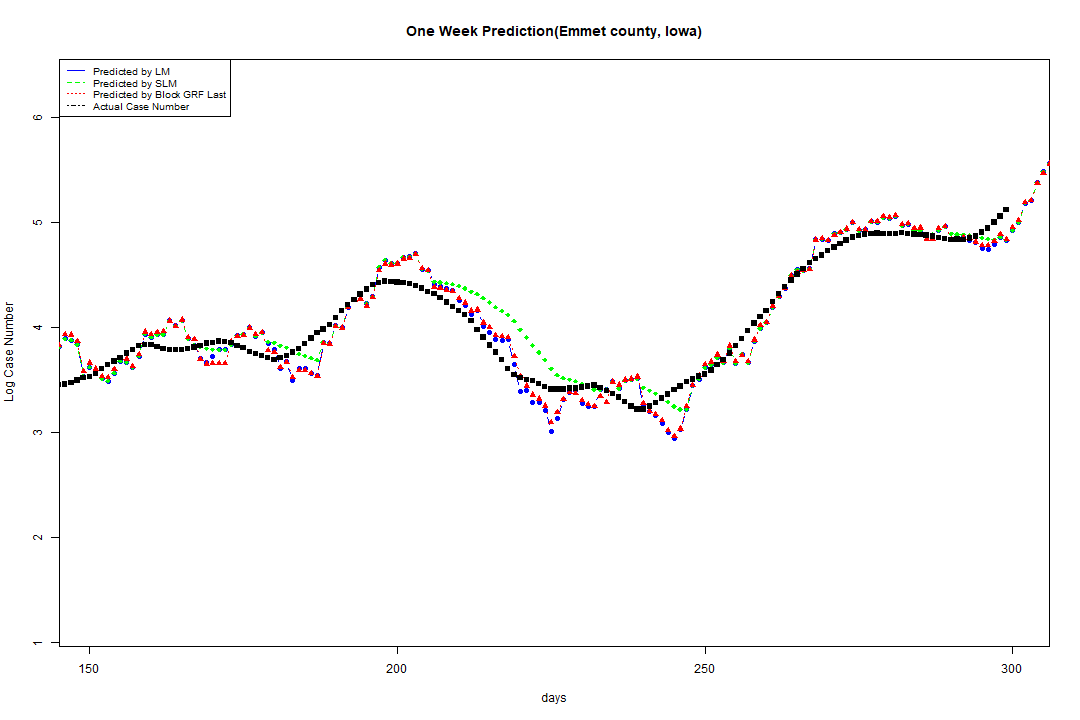 One Week Prediction(Emmet county, Iowa)
Predicted by LM
Predicted by SLM
Predicted by Block GRF Last
Actual Case Number
6
5
4
3
2
1
Log Case Number
150 200 250 300
days